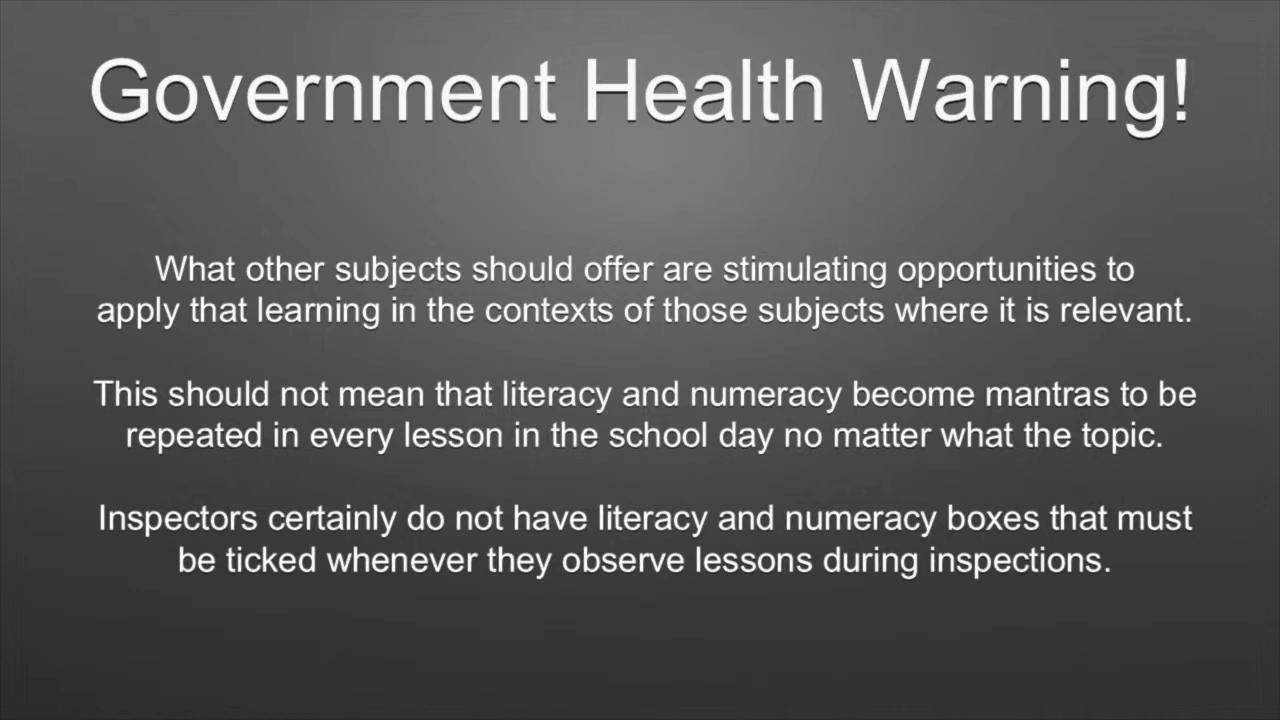 Government Health Warning!
What other subjects should offer are stimulating opportunities to
apply that learning in the contexts of those subjects where it is relevant.
This should not mean that literacy and numeracy become mantras to be
repeated in every lesson in the school day no matter what the topic.
Inspectors certainly do not have literacy and numeracy boxes that must
be ticked whenever they observe lessons during inspections.